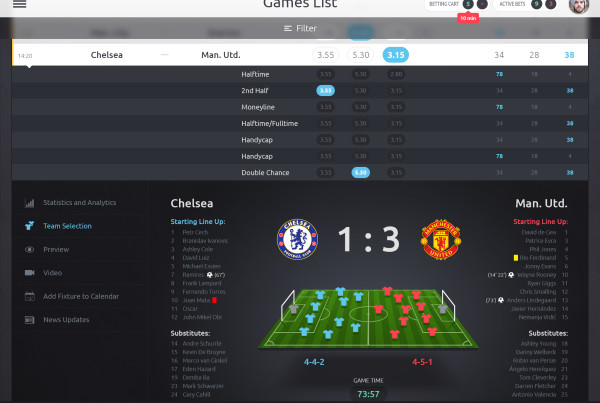 Games List
BETTING CART 5
ACTIVE BETS 9 3
10 min
Filter
14:20 Chelsea — Man. Utd. 3.55 5.30 3.15 34 28 38
Halftime 3.55 5.30 2.80 78 18 4
2nd Half 3.55 5.30 3.15 34 28 38
Moneyline 3.55 5.30 3.15 78 18 4
Halftime/Fulltime 3.55 5.30 3.15 34 28 38
Handycap 3.55 5.30 3.15 34 28 38
Handycap 3.55 5.30 3.15 78 18 4
Double Chance 3.55 5.30 3.15 34 28 38
Statistics and Analytics
Team Selection
Preview
Video
Add Fixture to Calendar
News Updates
Chelsea
Starting Line Up:
1 Petr Cech
2 Branislav Ivanovic
3 Ashley Cole
4 David Luiz
5 Michael Essien
7 Ramires (67')
8 Frank Lampard
9 Fernando Torres
10 Juan Mata
11 Oscar
12 John Mikel Obi
Substitutes:
14 Andre Schurrle
15 Kevin De Bruyne
16 Marco van Ginkel
17 Eden Hazard
19 Demba Ba
23 Mark Schwarzer
24 Gary Cahill
CHELSEA
FOOTBALL CLUB
1 : 3
MANCHESTER
UNITED
4-4-2
4-5-1
GAME TIME
73:57
Man. Utd.
Starting Line Up:
David de Gea 1
Patrice Evra 3
Phil Jones 4
Rio Ferdinand 5
Jonny Evans 6
(14' 22') Wayne Rooney 10
Ryan Giggs 11
Chris Smalling 12
(73') Anders Lindegaard 13
Javier Hernández 14
Nemanja Vidić 15
Substitutes:
Ashley Young 18
Danny Welbeck 19
Robin van Persie 20
Ángelo Henríquez 21
Tom Cleverley 23
Darren Fletcher 24
Antonio Valencia 25